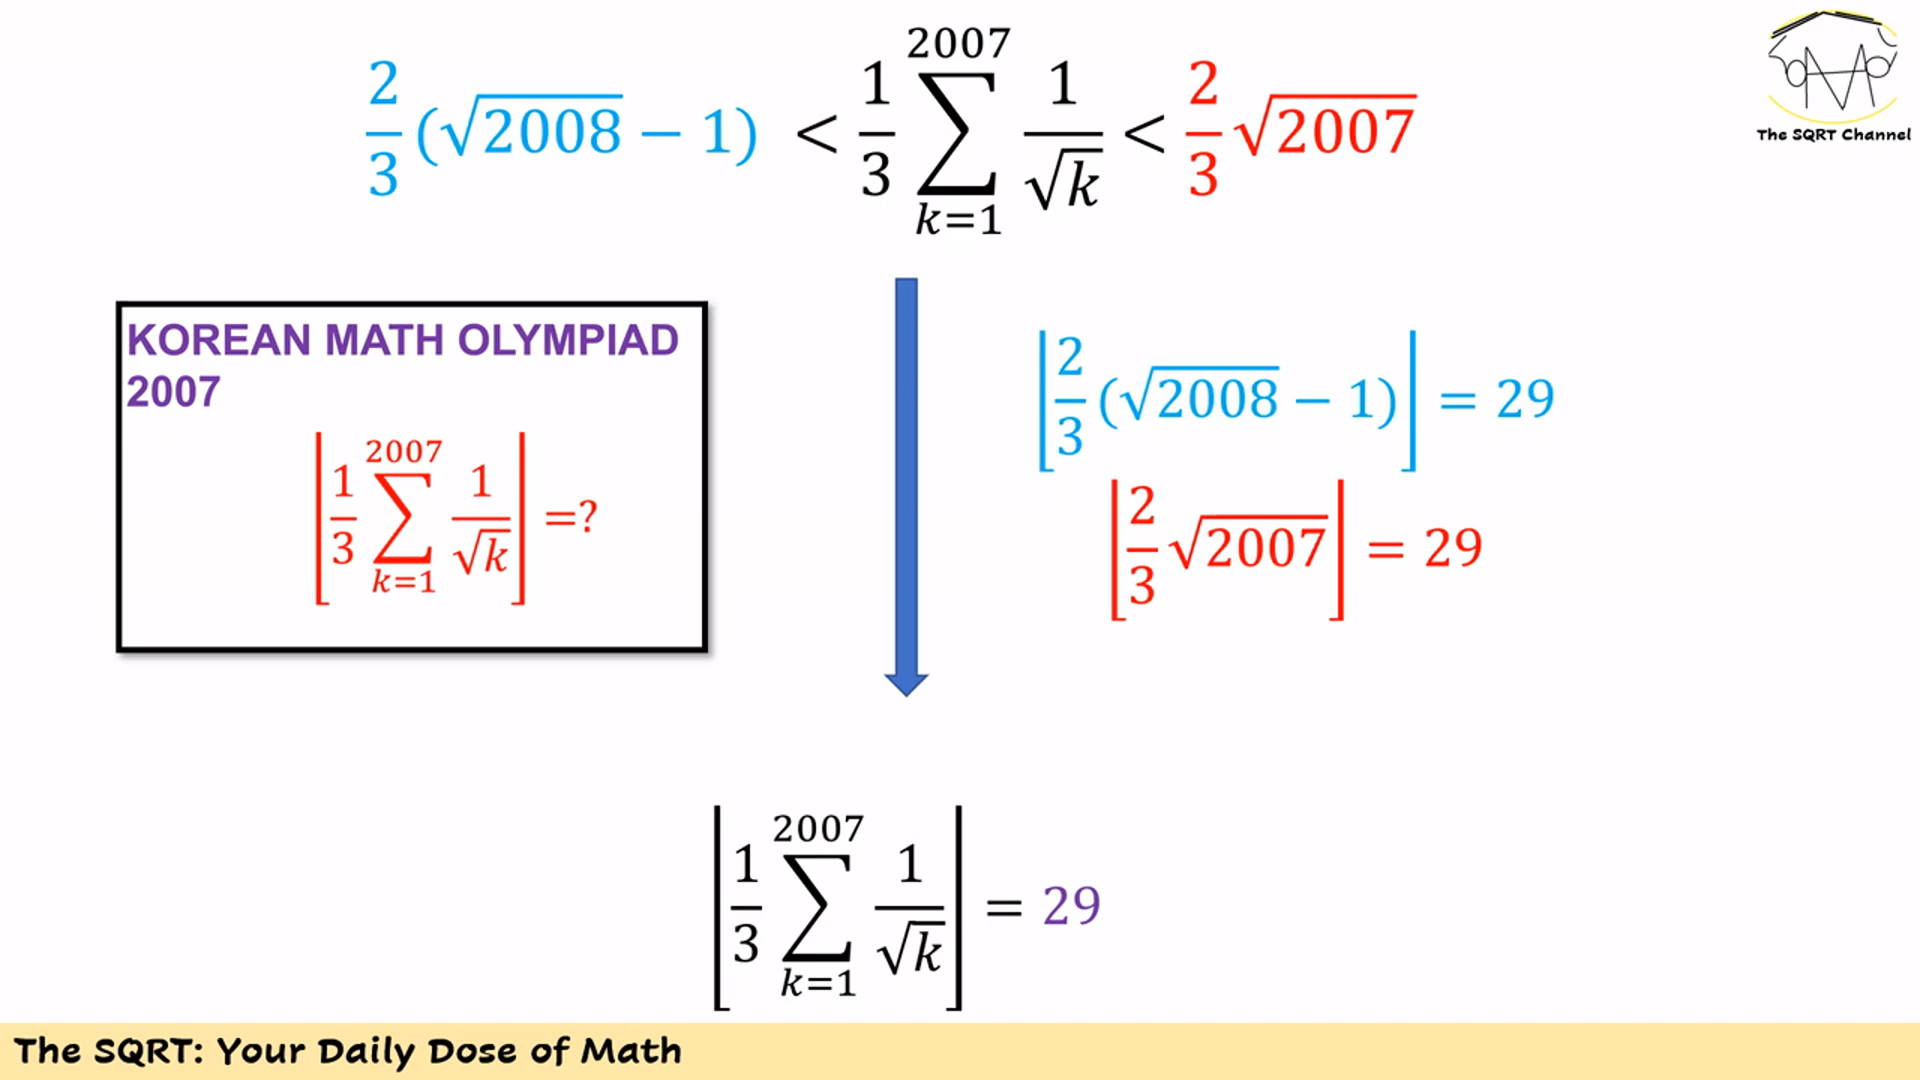 2/3 (√2008 − 1) < 1/3 ∑_{k=1}^{2007} 1/√k < 2/3 √2007
The SQRT Channel
KOREAN MATH OLYMPIAD
2007
⌊1/3 ∑_{k=1}^{2007} 1/√k⌋ =?
⌊2/3 (√2008 − 1)⌋ = 29
⌊2/3 √2007⌋ = 29
⌊1/3 ∑_{k=1}^{2007} 1/√k⌋ = 29
The SQRT: Your Daily Dose of Math